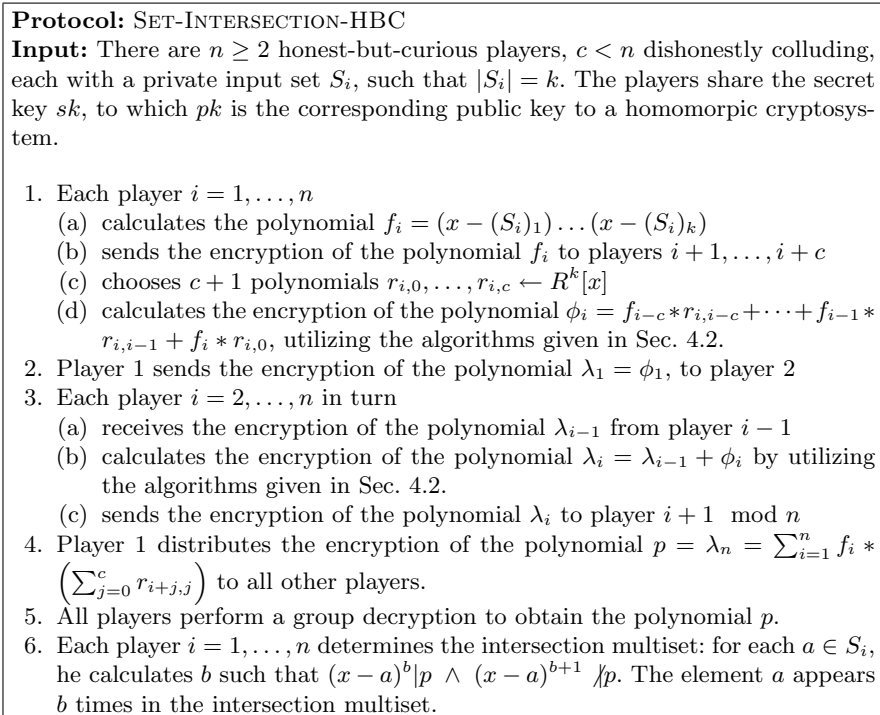 Protocol: SET-INTERSECTION-HBC
Input: There are n ≥ 2 honest-but-curious players, c < n dishonestly colluding,
each with a private input set S_i, such that |S_i| = k. The players share the secret
key sk, to which pk is the corresponding public key to a homomorpic cryptosys-
tem.
1. Each player i = 1, . . . , n
(a) calculates the polynomial f_i = (x − (S_i)_1) . . . (x − (S_i)_k)
(b) sends the encryption of the polynomial f_i to players i + 1, . . . , i + c
(c) chooses c + 1 polynomials r_{i,0}, . . . , r_{i,c} ← R^k[x]
(d) calculates the encryption of the polynomial φ_i = f_{i−c} ∗ r_{i,i−c} + · · · + f_{i−1} ∗
r_{i,i−1} + f_i ∗ r_{i,0}, utilizing the algorithms given in Sec. 4.2.
2. Player 1 sends the encryption of the polynomial λ_1 = φ_1, to player 2
3. Each player i = 2, . . . , n in turn
(a) receives the encryption of the polynomial λ_{i−1} from player i − 1
(b) calculates the encryption of the polynomial λ_i = λ_{i−1} + φ_i by utilizing
the algorithms given in Sec. 4.2.
(c) sends the encryption of the polynomial λ_i to player i + 1 mod n
4. Player 1 distributes the encryption of the polynomial p = λ_n = ∑_{i=1}^{n} f_i ∗
(∑_{j=0}^{c} r_{i+j,j}) to all other players.
5. All players perform a group decryption to obtain the polynomial p.
6. Each player i = 1, . . . , n determines the intersection multiset: for each a ∈ S_i,
he calculates b such that (x − a)^b|p ∧ (x − a)^{b+1} ∤p. The element a appears
b times in the intersection multiset.